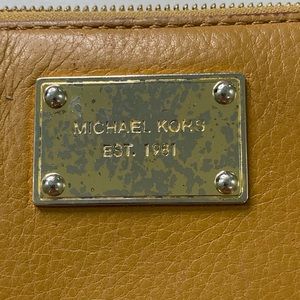 MICHAEL KORS
EST. 1981